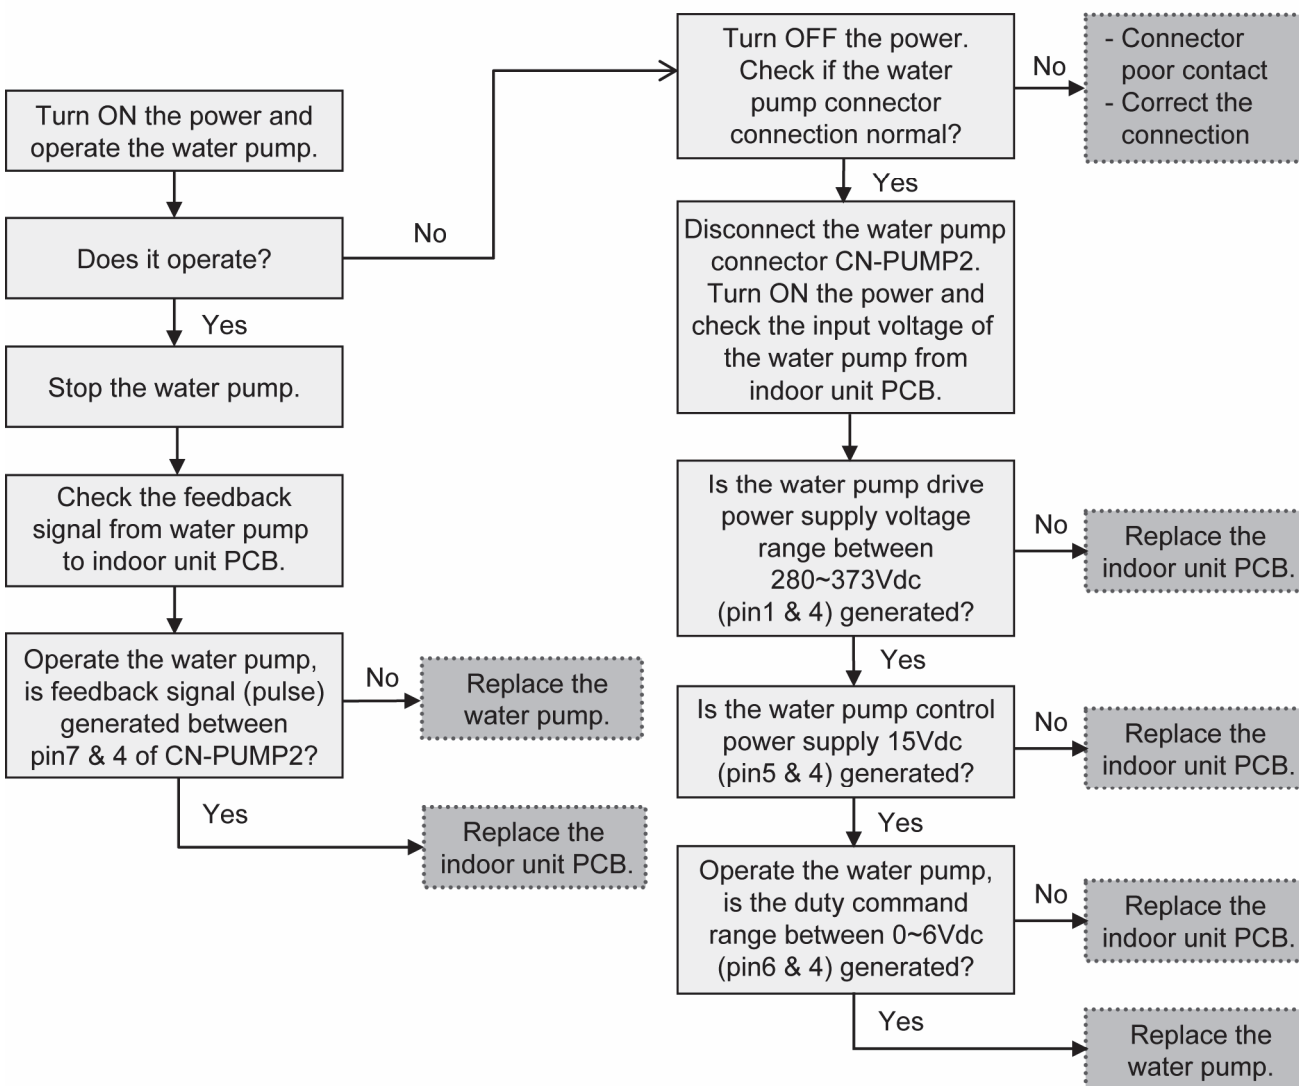 Turn ON the power and
operate the water pump.
Does it operate?
No
Yes
Stop the water pump.
Check the feedback
signal from water pump
to indoor unit PCB.
Operate the water pump,
is feedback signal (pulse)
generated between
pin7 & 4 of CN-PUMP2?
No
Replace the
water pump.
Yes
Replace the
indoor unit PCB.
Turn OFF the power.
Check if the water
pump connector
connection normal?
No
- Connector
poor contact
- Correct the
connection
Yes
Disconnect the water pump
connector CN-PUMP2.
Turn ON the power and
check the input voltage of
the water pump from
indoor unit PCB.
Is the water pump drive
power supply voltage
range between
280~373Vdc
(pin1 & 4) generated?
No
Replace the
indoor unit PCB.
Yes
Is the water pump control
power supply 15Vdc
(pin5 & 4) generated?
No
Replace the
indoor unit PCB.
Yes
Operate the water pump,
is the duty command
range between 0~6Vdc
(pin6 & 4) generated?
No
Replace the
indoor unit PCB.
Yes
Replace the
water pump.